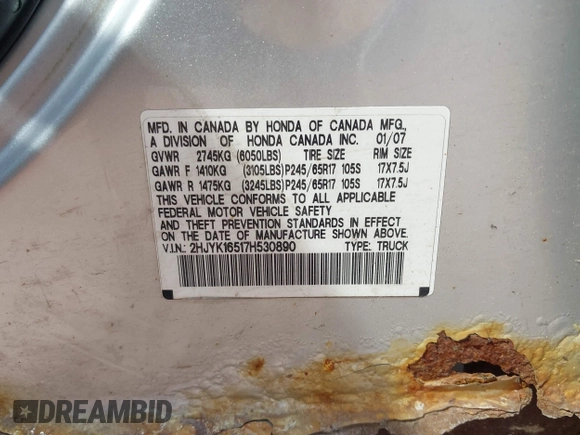 MFD. IN CANADA BY HONDA OF CANADA MFG.,
A DIVISION OF HONDA CANADA INC. 01/07
GVWR 2745KG (6050LBS) TIRE SIZE RIM SIZE
GAWR F 1410KG (3105LBS)P245/65R17 105S 17X7.5J
GAWR R 1475KG (3245LBS)P245/65R17 105S 17X7.5J
THIS VEHICLE CONFORMS TO ALL APPLICABLE
FEDERAL MOTOR VEHICLE SAFETY
AND THEFT PREVENTION STANDARDS IN EFFECT
ON THE DATE OF MANUFACTURE SHOWN ABOVE.
V.I.N.: 2HJYK16517H530890 TYPE: TRUCK
DREAMBID